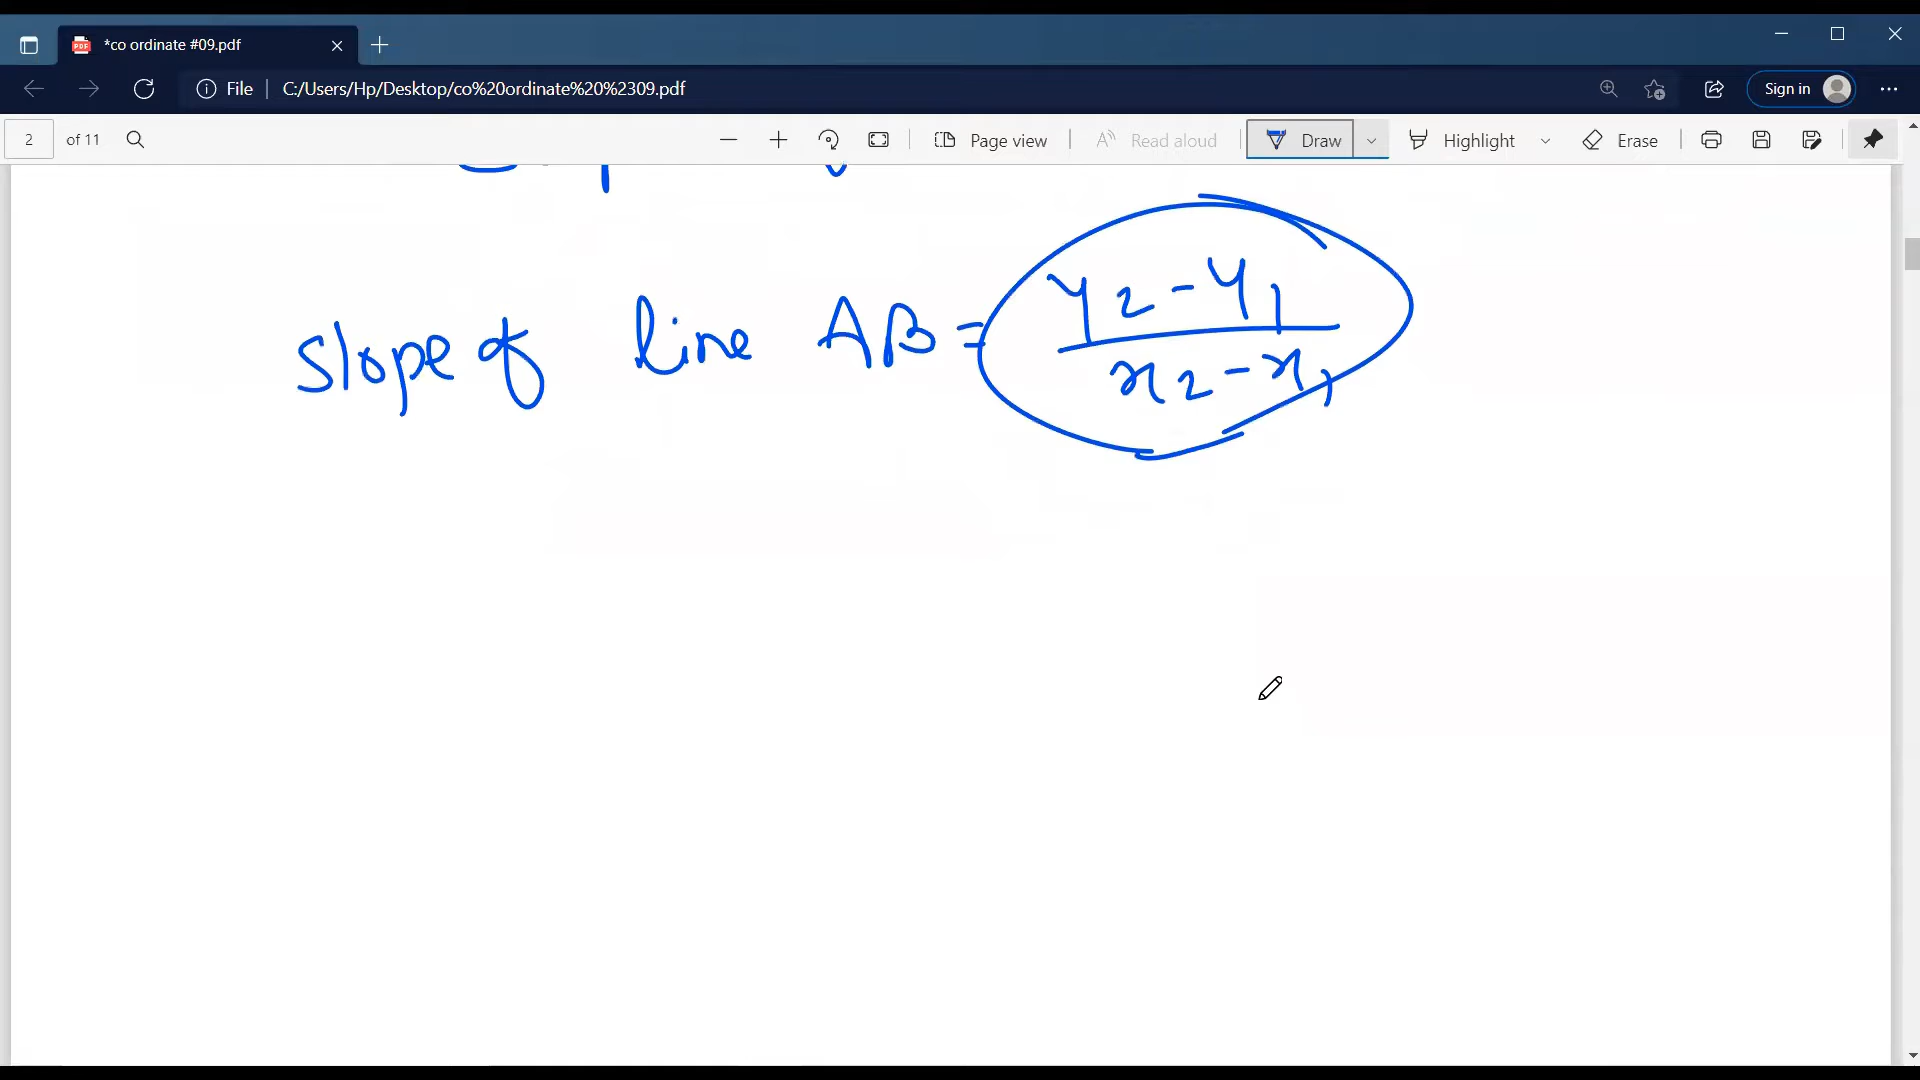 *co ordinate #09.pdf
File | C:/Users/Hp/Desktop/co%20ordinate%20%2309.pdf
Sign in
2 of 11
Page view
Read aloud
Draw
Highlight
Erase
slope of line AB = y2 - y1 / x2 - x1